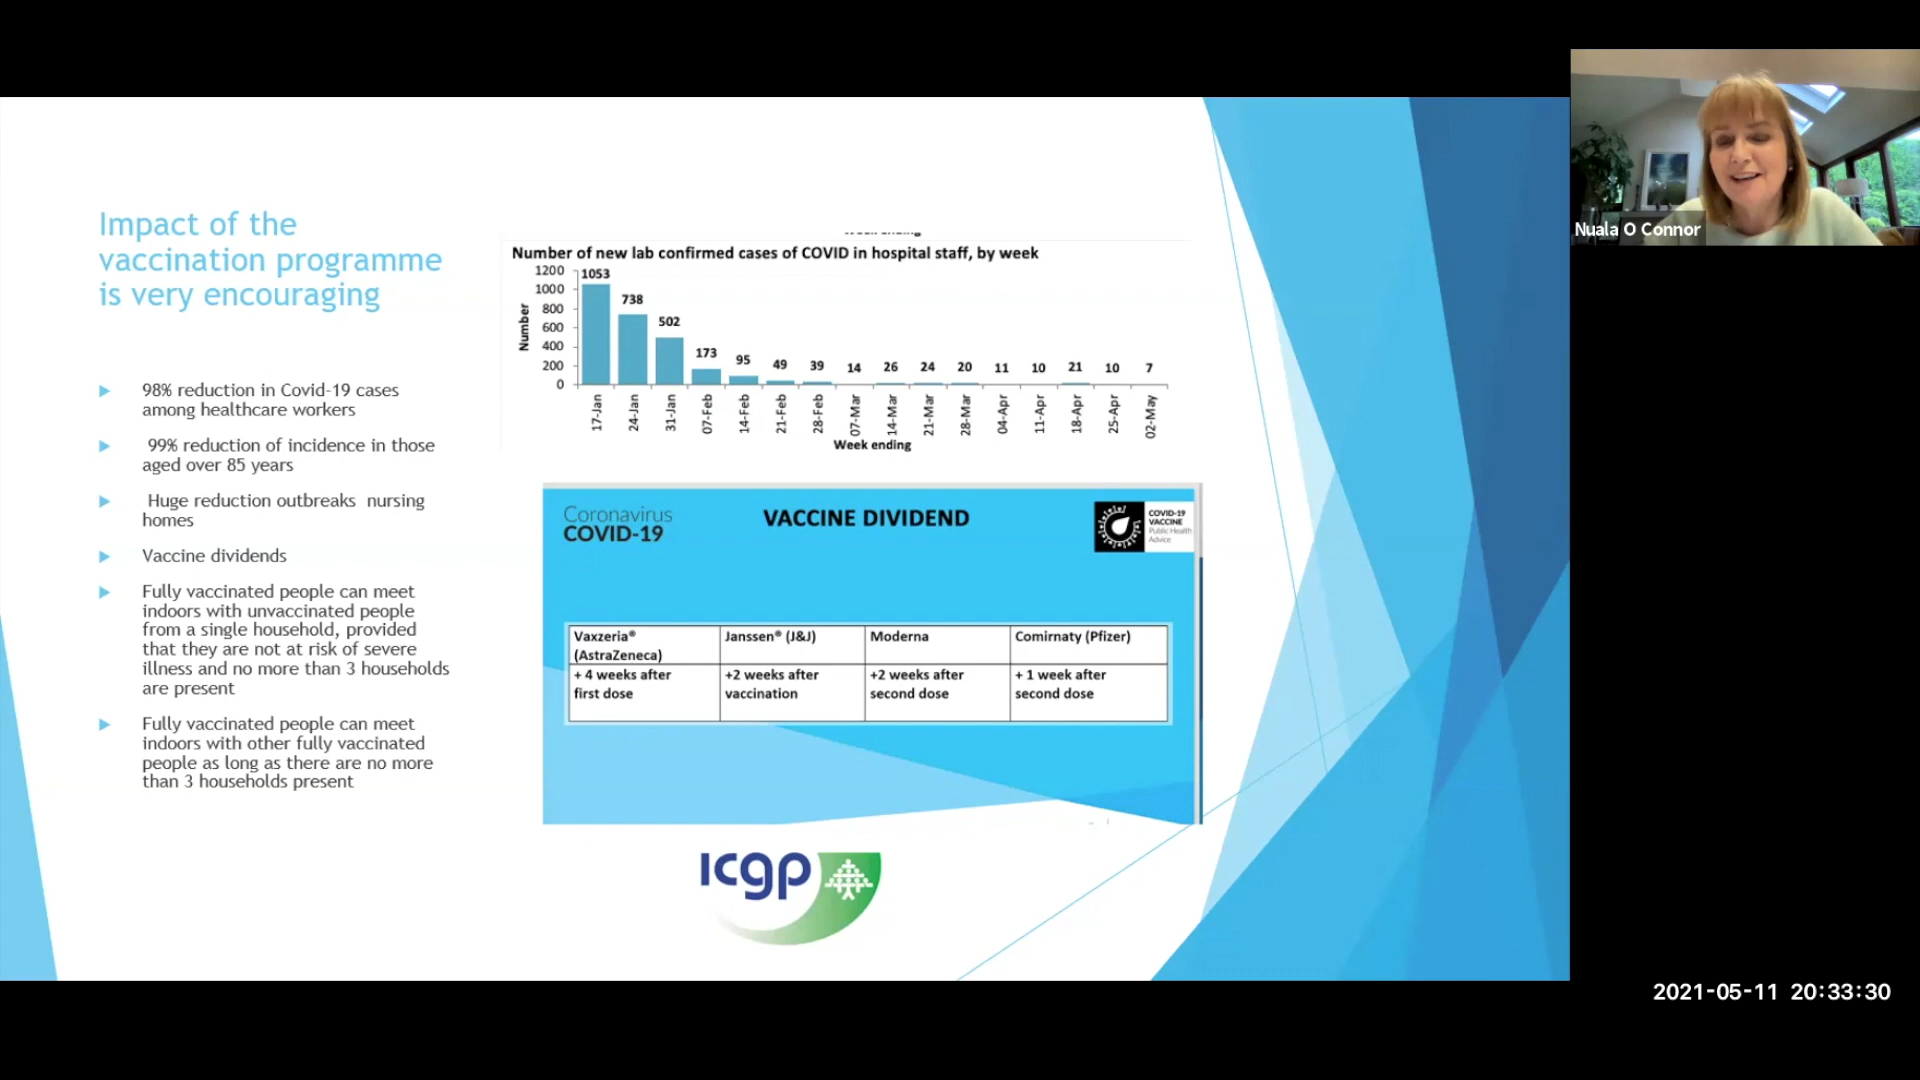 Nuala O Connor
Impact of the
vaccination programme
is very encouraging
98% reduction in Covid-19 cases
among healthcare workers
99% reduction of incidence in those
aged over 85 years
Huge reduction outbreaks nursing
homes
Vaccine dividends
Fully vaccinated people can meet
indoors with unvaccinated people
from a single household, provided
that they are not at risk of severe
illness and no more than 3 households
are present
Fully vaccinated people can meet
indoors with other fully vaccinated
people as long as there are no more
than 3 households present
Number of new lab confirmed cases of COVID in hospital staff, by week
Number
1200
1000
800
600
400
200
0
1053 738 502 173 95 49 39 14 26 24 20 11 10 21 10 7
17-Jan 24-Jan 31-Jan 07-Feb 14-Feb 21-Feb 28-Feb 07-Mar 14-Mar 21-Mar 28-Mar 04-Apr 11-Apr 18-Apr 25-Apr 02-May
Week ending
Coronavirus
COVID-19
VACCINE DIVIDEND
COVID-19
VACCINE
Public Health
Advice
Vaxzeria® (AstraZeneca)
Janssen® (J&J)
Moderna
Comirnaty (Pfizer)
+ 4 weeks after first dose
+2 weeks after vaccination
+2 weeks after second dose
+ 1 week after second dose
Icgp
2021-05-11 20:33:30